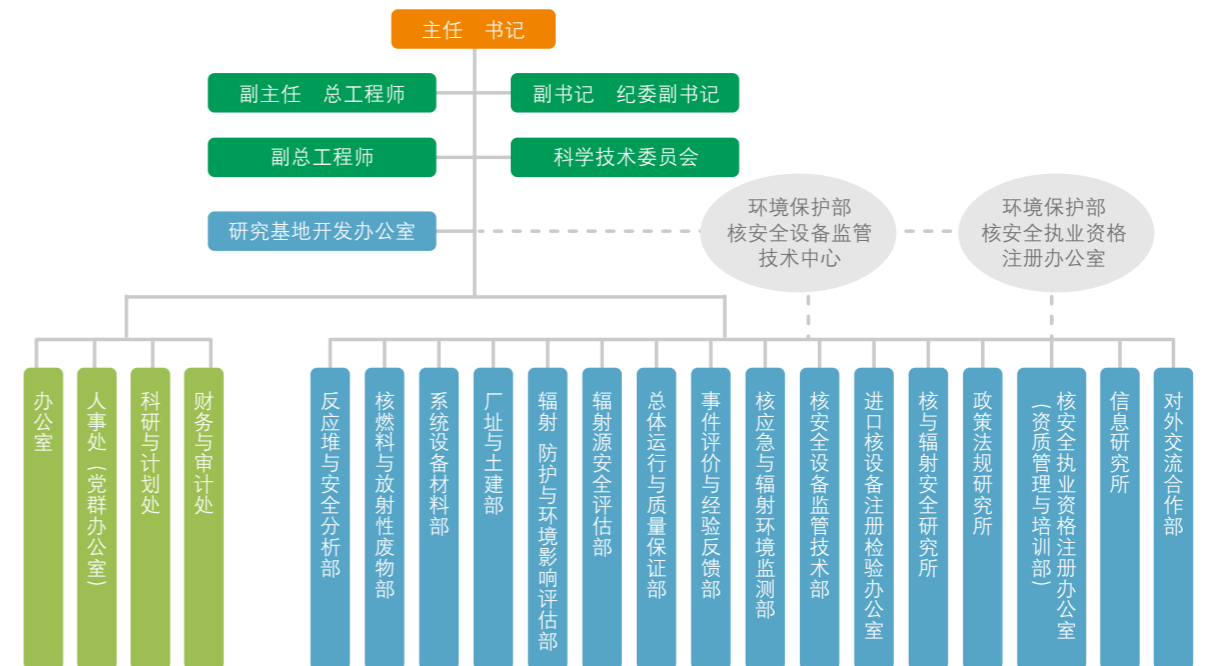 主任 书记
副主任 总工程师
副书记 纪委副书记
副总工程师
科学技术委员会
研究基地开发办公室
环境保护部
核安全设备监管
技术中心
环境保护部
核安全执业资格
注册办公室
办公室
人事处（党群办公室）
科研与计划处
财务与审计处
反应堆与安全分析部
核燃料与放射性废物部
系统设备材料部
厂址与土建部
辐射 防护与环境影响评估部
辐射源安全评估部
总体运行与质量保证部
事件评价与经验反馈部
核应急与辐射环境监测部
核安全设备监管技术部
进口核设备注册检验办公室
核与辐射安全研究所
政策法规研究所
核安全执业资格注册办公室
（资质管理与培训部）
信息研究所
对外交流合作部